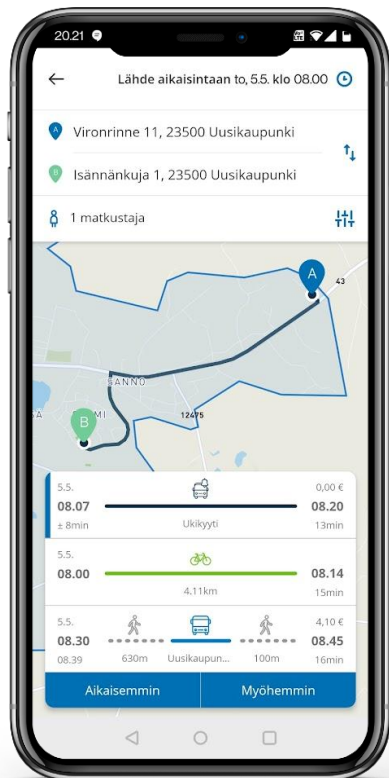 20.21
Lähde aikaisintaan to, 5.5. klo 08.00
A Vironrinne 11, 23500 Uusikaupunki
B Isännänkuja 1, 23500 Uusikaupunki
1 matkustaja
A
43
SANNO
12475
B
5.5. 0,00 €
08.07 08.20
± 8min Ukikyyti 13min
5.5.
08.00 08.14
4.11km 15min
5.5. 4,10 €
08.30 08.45
08.39 630m Uusikaupun... 100m 16min
Aikaisemmin Myöhemmin